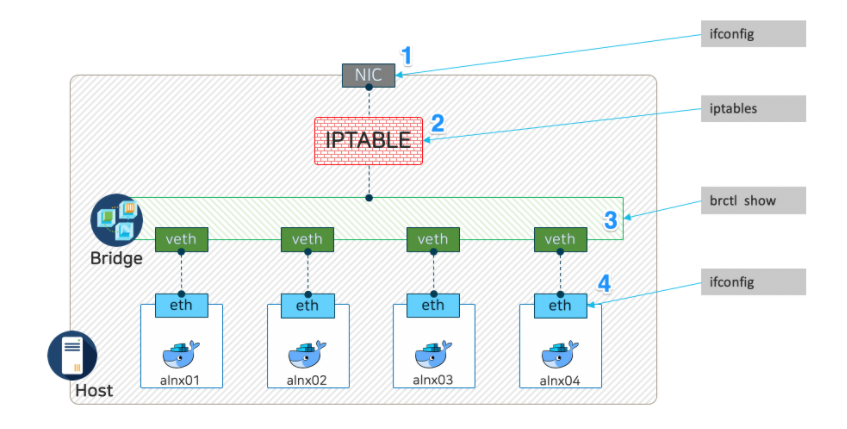 ifconfig
1
NIC
iptables
2
IPTABLE
brctl show
3
veth
veth
veth
veth
Bridge
4
ifconfig
eth
eth
eth
eth
alnx01
alnx02
alnx03
alnx04
Host